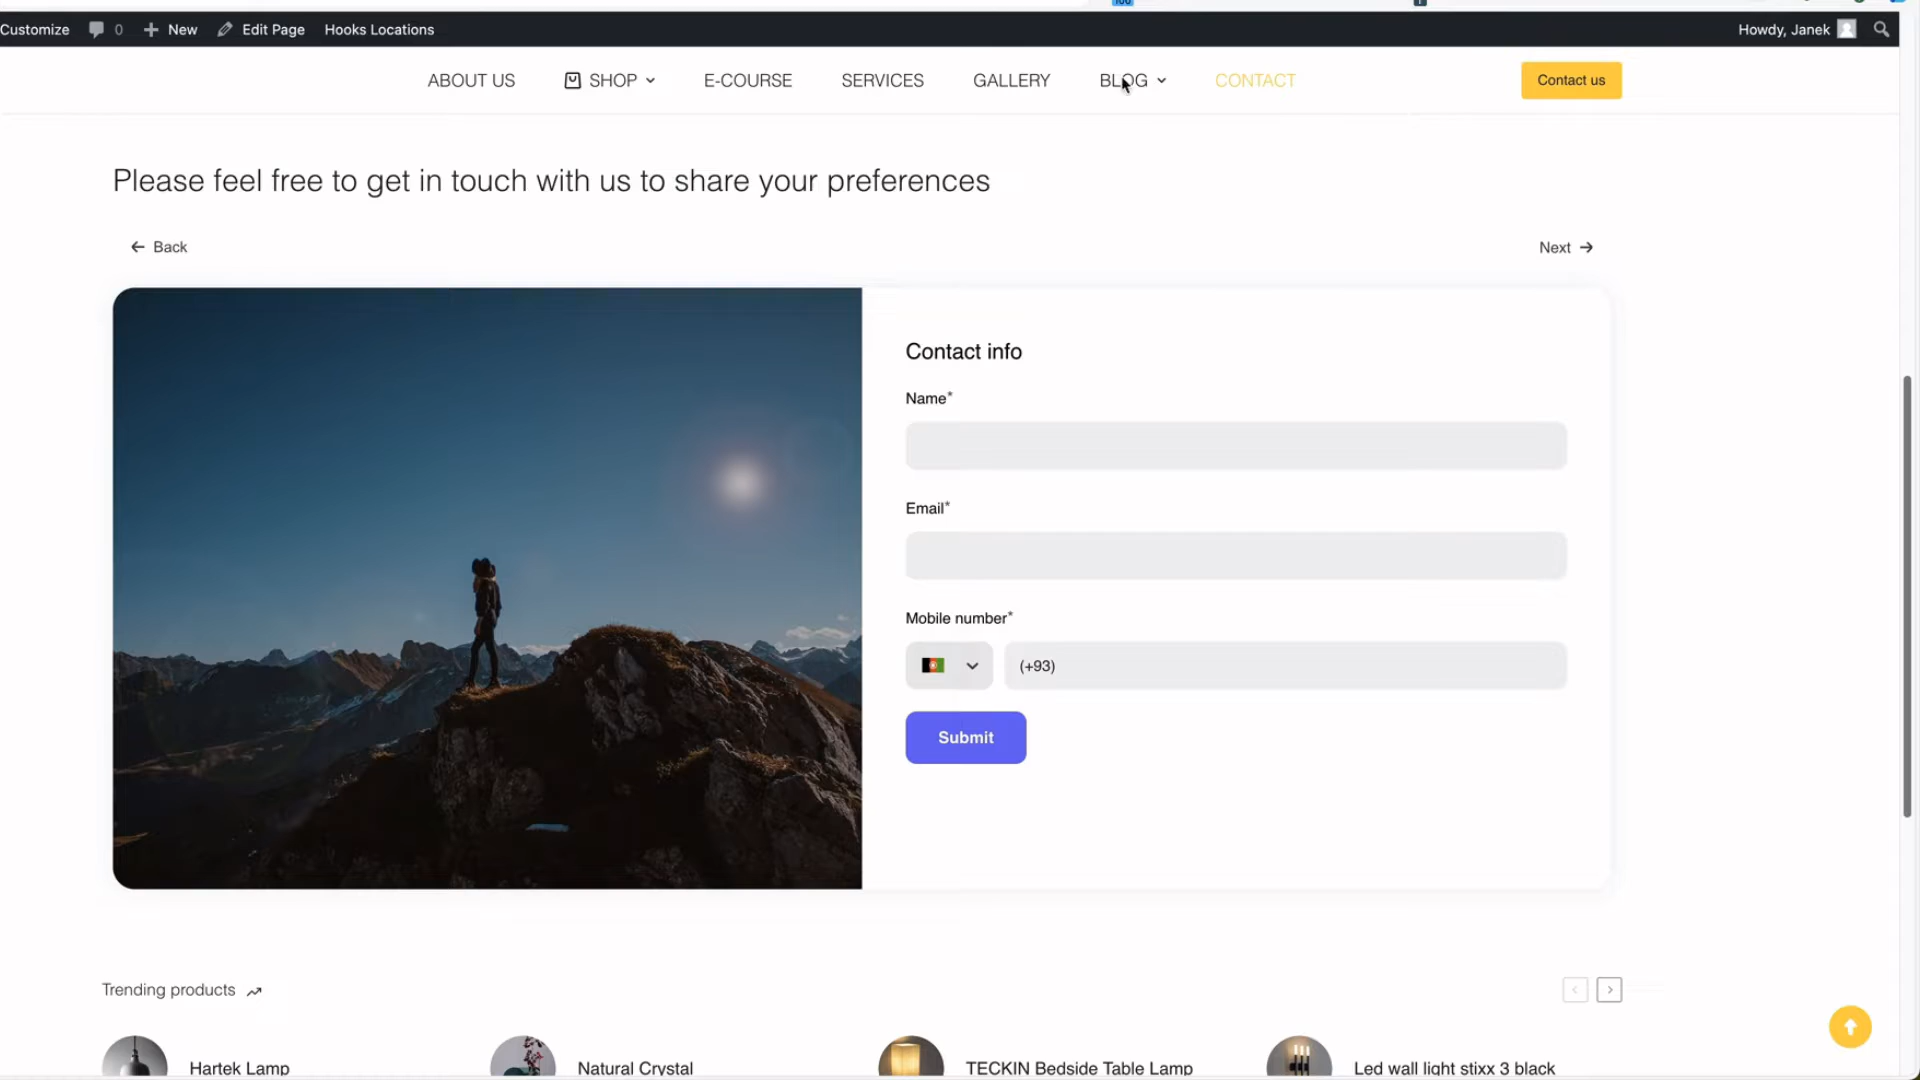 Customize 0 New Edit Page Hooks Locations Howdy, Janek
ABOUT US SHOP E-COURSE SERVICES GALLERY BLOG CONTACT Contact us
Please feel free to get in touch with us to share your preferences
Back Next
Contact info
Name*
Email*
Mobile number*
(+93)
Submit
Trending products
Hartek Lamp Natural Crystal TECKIN Bedside Table Lamp Led wall light stixx 3 black